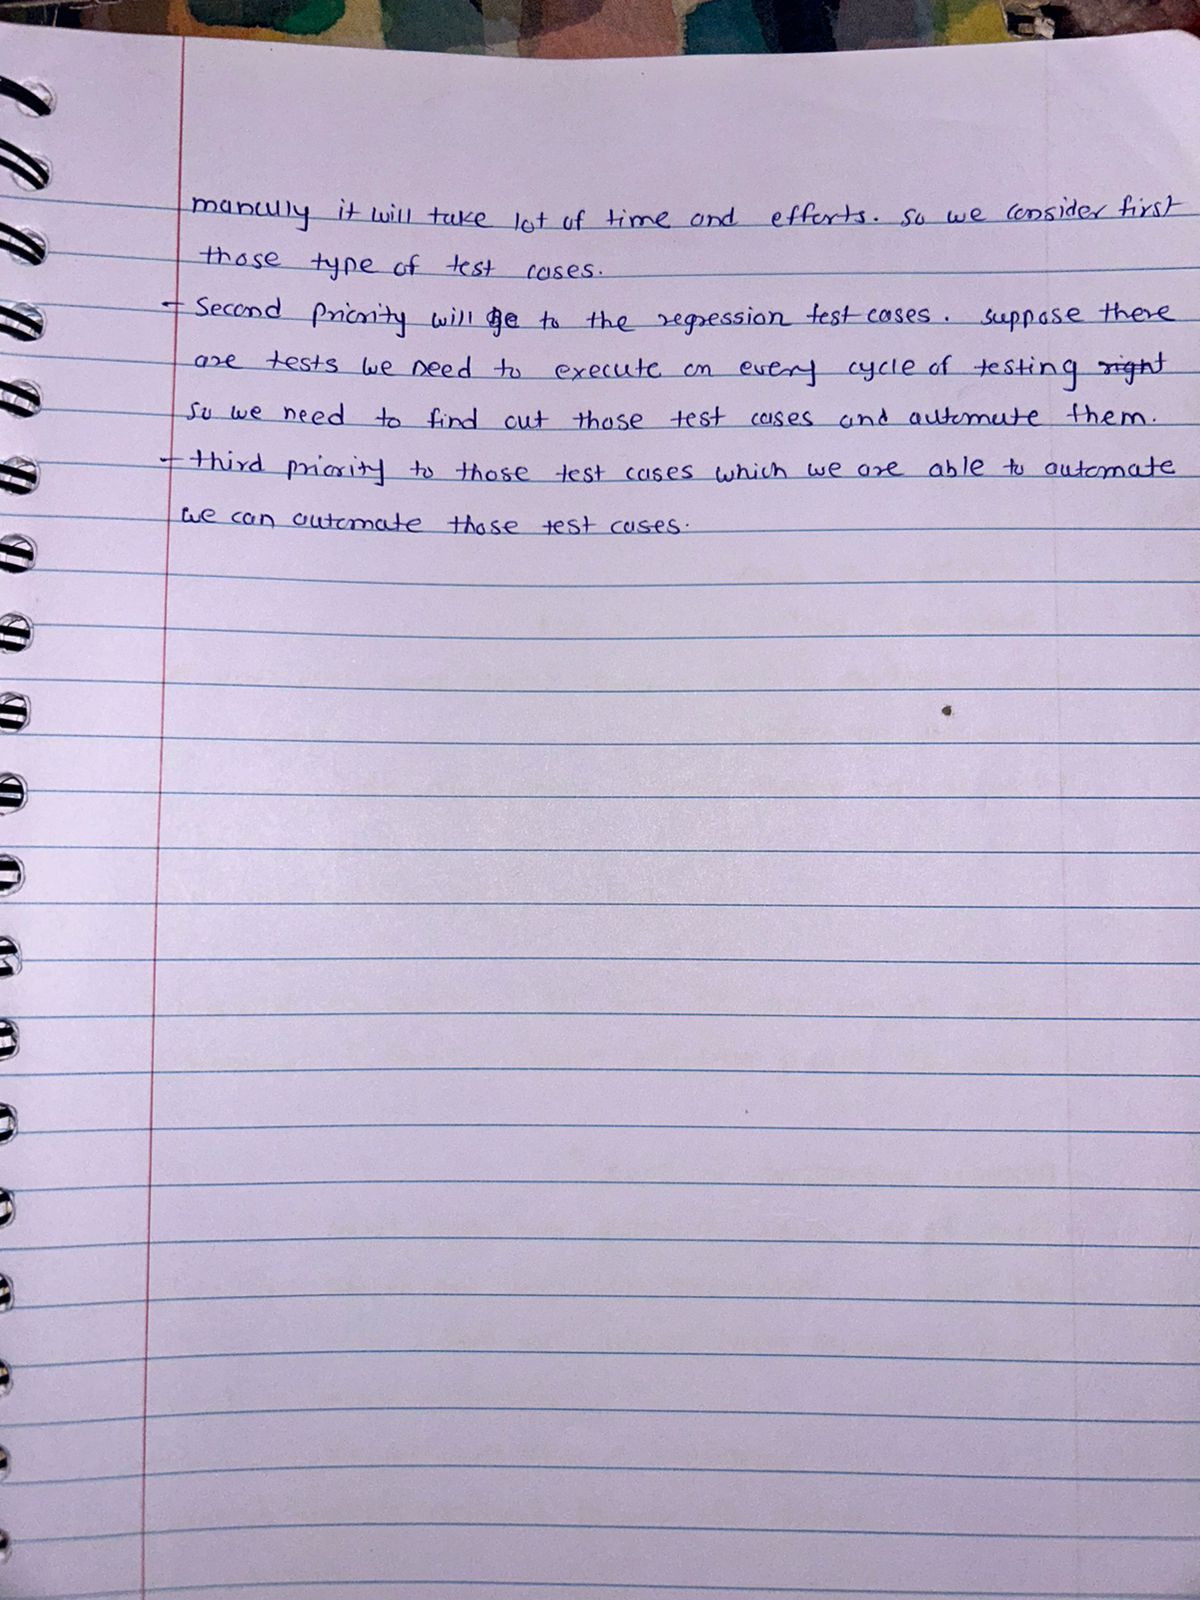 manully it will take lot of time and efforts. so we consider first
those type of test cases.
- Second priority will be to the regression test cases. suppose there
are tests we need to execute on every cycle of testing right
so we need to find out those test cases and automate them.
- third priority to those test cases which we are able to automate
we can automate those test cases.